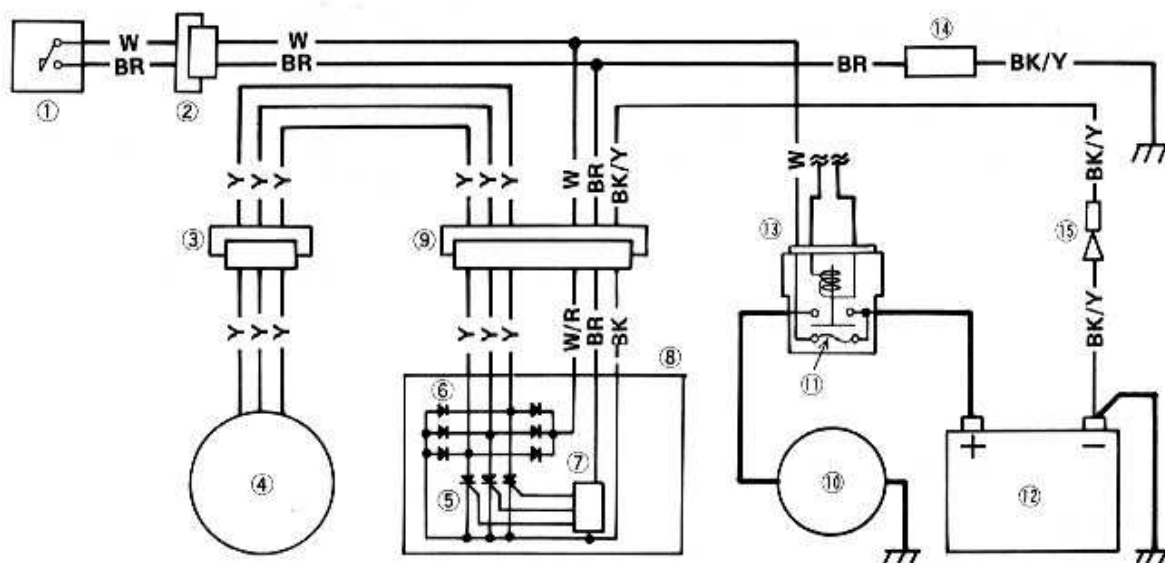 W W ⑭
BR BR BR BK/Y
① ②
Y Y Y Y Y Y W BR BK/Y W BK/Y
③ ⑨ ⑬ ⑮
Y Y Y Y Y Y W/R BR BK BK/Y
⑧ ⑪
⑥
+ −
⑦
④ ⑤ ⑩ ⑫